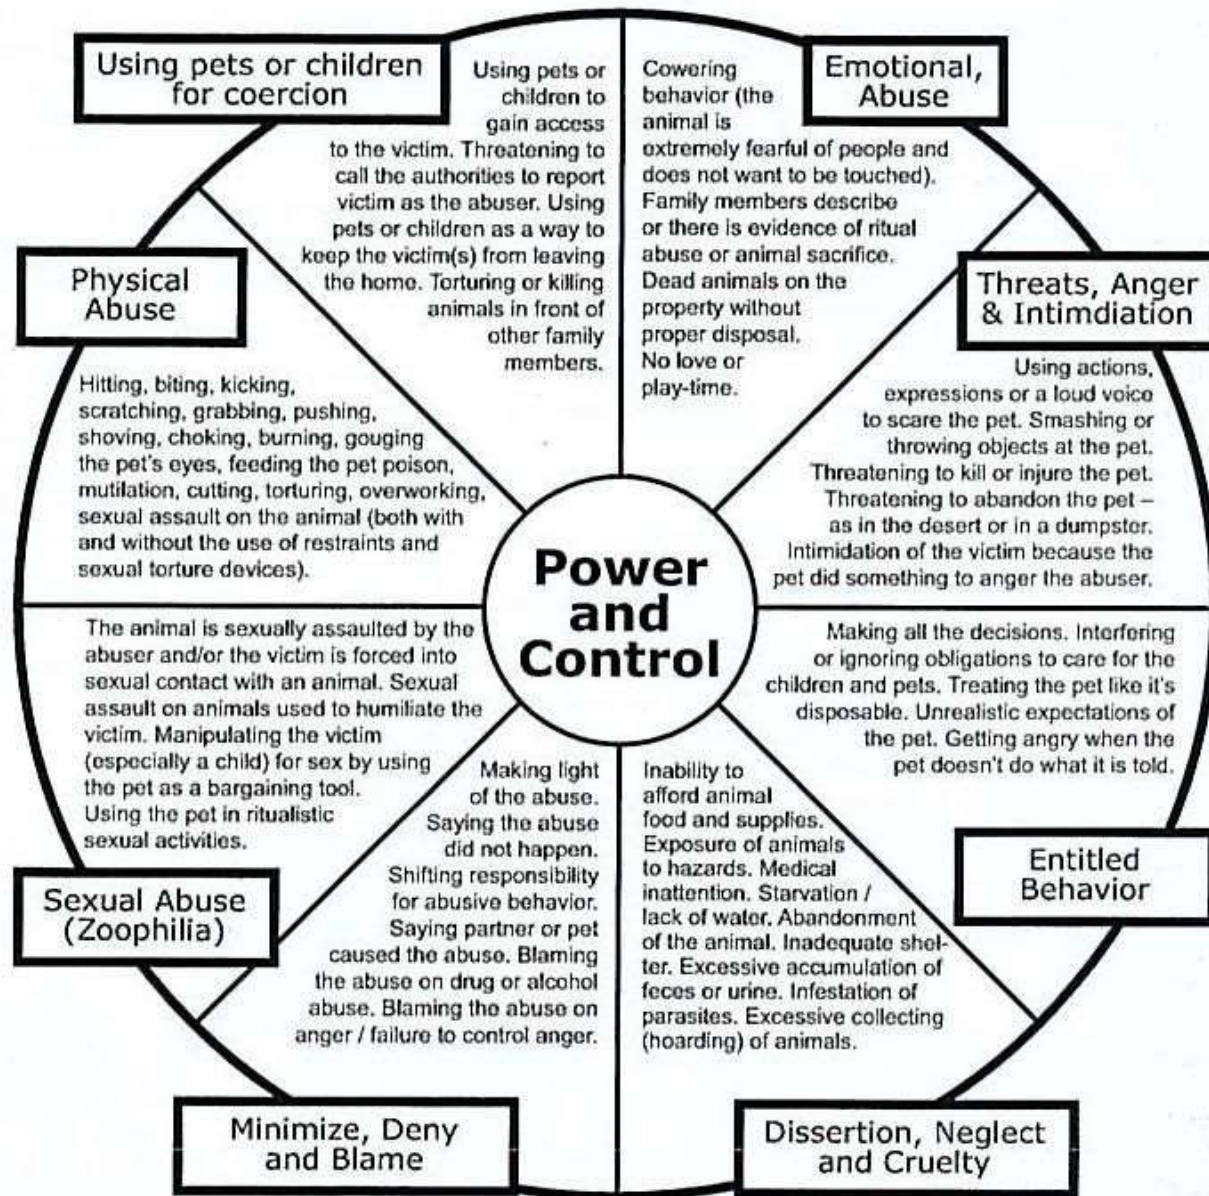 Using pets or children
for coercion
Using pets or
children to
gain access
to the victim. Threatening to
call the authorities to report
victim as the abuser. Using
pets or children as a way to
keep the victim(s) from leaving
the home. Torturing or killing
animals in front of
other family
members.
Emotional,
Abuse
Cowering
behavior (the
animal is
extremely fearful of people and
does not want to be touched).
Family members describe
or there is evidence of ritual
abuse or animal sacrifice.
Dead animals on the
property without
proper disposal.
No love or
play-time.
Threats, Anger
& Intimdiation
Using actions,
expressions or a loud voice
to scare the pet. Smashing or
throwing objects at the pet.
Threatening to kill or injure the pet.
Threatening to abandon the pet –
as in the desert or in a dumpster.
Intimidation of the victim because the
pet did something to anger the abuser.
Making all the decisions. Interfering
or ignoring obligations to care for the
children and pets. Treating the pet like it's
disposable. Unrealistic expectations of
the pet. Getting angry when the
pet doesn't do what it is told.
Entitled
Behavior
Inability to
afford animal
food and supplies.
Exposure of animals
to hazards. Medical
inattention. Starvation /
lack of water. Abandonment
of the animal. Inadequate shel-
ter. Excessive accumulation of
feces or urine. Infestation of
parasites. Excessive collecting
(hoarding) of animals.
Dissertion, Neglect
and Cruelty
Making light
of the abuse.
Saying the abuse
did not happen.
Shifting responsibility
for abusive behavior.
Saying partner or pet
caused the abuse. Blaming
the abuse on drug or alcohol
abuse. Blaming the abuse on
anger / failure to control anger.
Minimize, Deny
and Blame
The animal is sexually assaulted by the
abuser and/or the victim is forced into
sexual contact with an animal. Sexual
assault on animals used to humiliate the
victim. Manipulating the victim
(especially a child) for sex by using
the pet as a bargaining tool.
Using the pet in ritualistic
sexual activities.
Sexual Abuse
(Zoophilia)
Physical
Abuse
Hitting, biting, kicking,
scratching, grabbing, pushing,
shoving, choking, burning, gouging
the pet's eyes, feeding the pet poison,
mutilation, cutting, torturing, overworking,
sexual assault on the animal (both with
and without the use of restraints and
sexual torture devices).
Power
and
Control